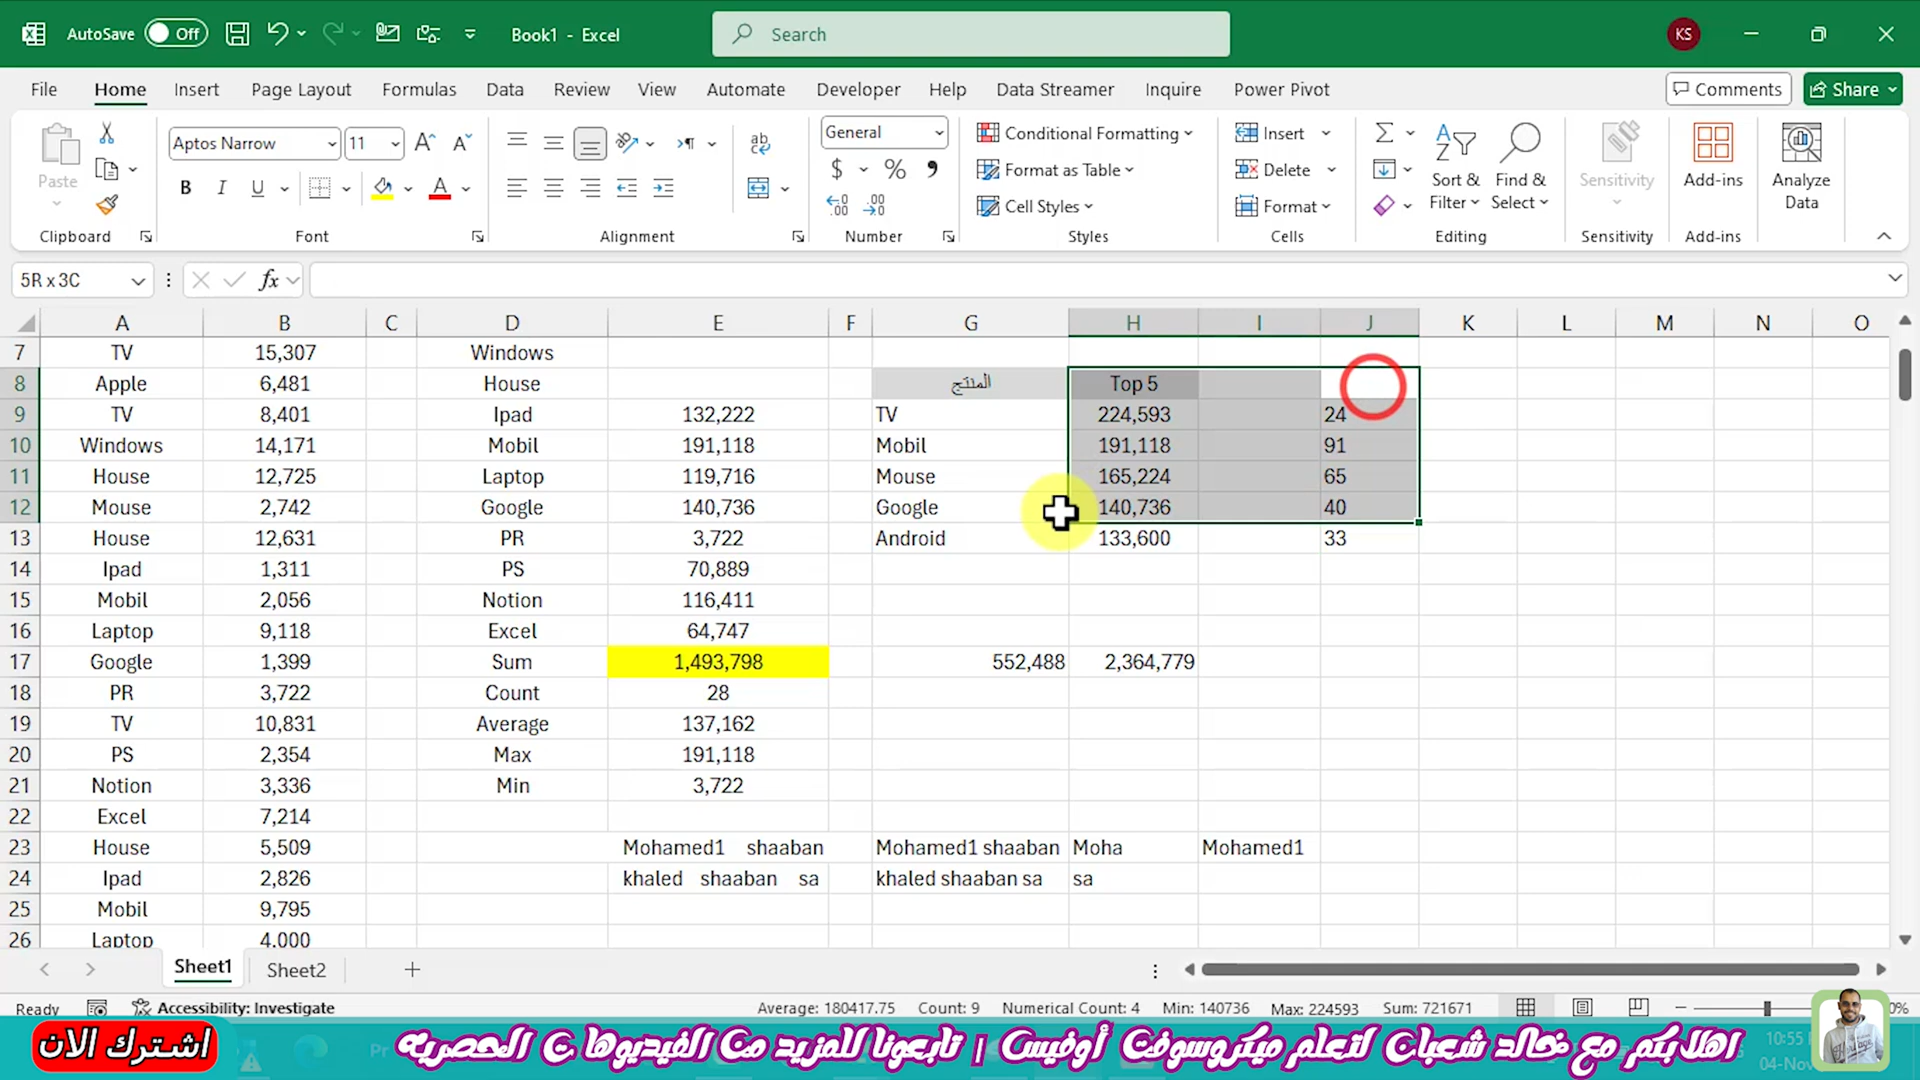 AutoSave Off Book1 - Excel Search KS
File Home Insert Page Layout Formulas Data Review View Automate Developer Help Data Streamer Inquire Power Pivot Comments Share
Paste Aptos Narrow 11 General Conditional Formatting Insert Sort & Filter Find & Select Sensitivity Add-ins Analyze Data
B I U $ % Format as Table Delete
Cell Styles Format
Clipboard Font Alignment Number Styles Cells Editing Sensitivity Add-ins
5R x 3C fx
A B C D E F G H I J K L M N O
7 TV 15,307 Windows
8 Apple 6,481 House المنتج Top 5
9 TV 8,401 Ipad 132,222 TV 224,593 24
10 Windows 14,171 Mobil 191,118 Mobil 191,118 91
11 House 12,725 Laptop 119,716 Mouse 165,224 65
12 Mouse 2,742 Google 140,736 Google 140,736 40
13 House 12,631 PR 3,722 Android 133,600 33
14 Ipad 1,311 PS 70,889
15 Mobil 2,056 Notion 116,411
16 Laptop 9,118 Excel 64,747
17 Google 1,399 Sum 1,493,798 552,488 2,364,779
18 PR 3,722 Count 28
19 TV 10,831 Average 137,162
20 PS 2,354 Max 191,118
21 Notion 3,336 Min 3,722
22 Excel 7,214
23 House 5,509 Mohamed1 shaaban Mohamed1 shaaban Moha Mohamed1
24 Ipad 2,826 khaled shaaban sa khaled shaaban sa sa
25 Mobil 9,795
26 Laptop 4,000
Sheet1 Sheet2
Ready Accessibility: Investigate Average: 180417.75 Count: 9 Numerical Count: 4 Min: 140736 Max: 224593 Sum: 721671
اشترك الان
اهلا بكم مع خالد شعبان لتعلم ميكروسوفت أوفيس | تابعونا للمزيد من الفيديوهات الحصريه
10:55